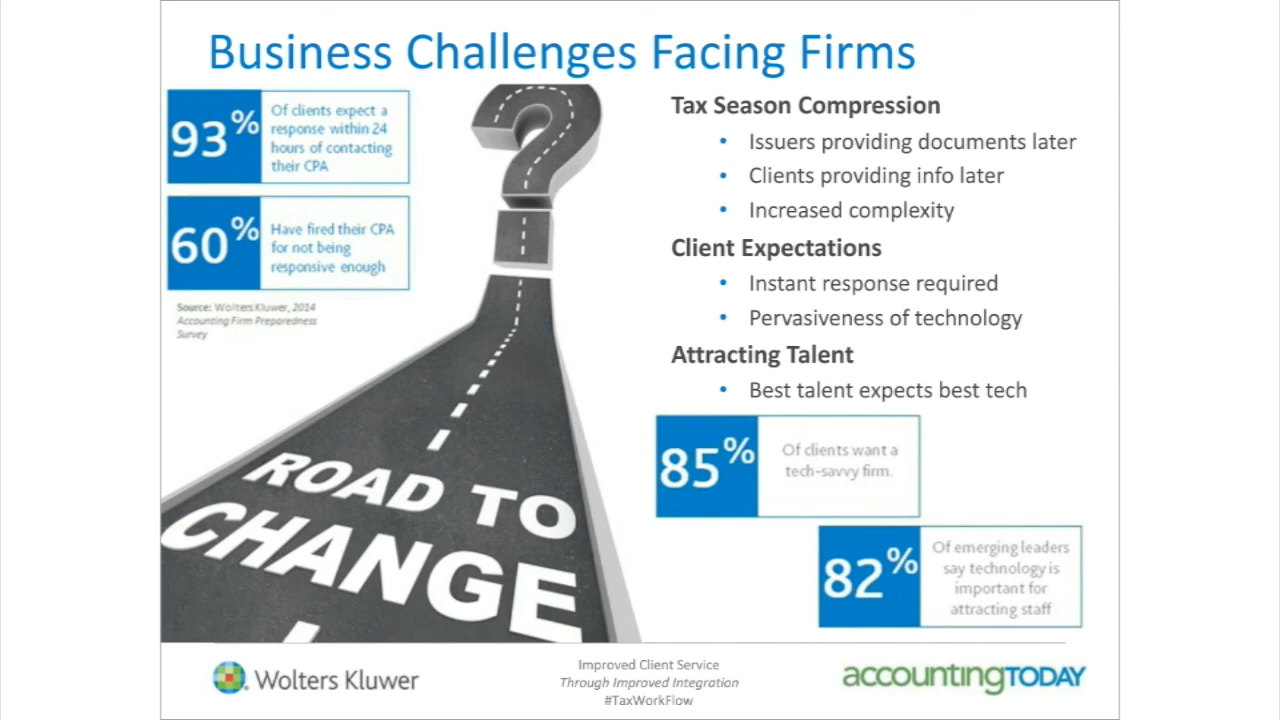 Business Challenges Facing Firms
93%
Of clients expect a
response within 24
hours of contacting
their CPA
60%
Have fired their CPA
for not being
responsive enough
Source: Wolters Kluwer, 2014
Accounting Firm Preparedness
Survey
ROAD TO
CHANGE
Tax Season Compression
• Issuers providing documents later
• Clients providing info later
• Increased complexity
Client Expectations
• Instant response required
• Pervasiveness of technology
Attracting Talent
• Best talent expects best tech
85%
Of clients want a
tech-savvy firm.
82%
Of emerging leaders
say technology is
important for
attracting staff
Wolters Kluwer
Improved Client Service
Through Improved Integration
#TaxWorkFlow
accountingTODAY